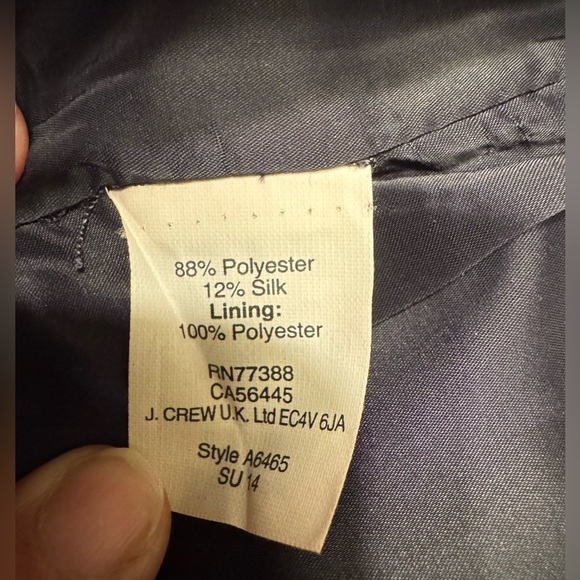 88% Polyester
12% Silk
Lining:
100% Polyester
RN77388
CA56445
J. CREW U.K. Ltd EC4V 6JA
Style A6465
SU 14